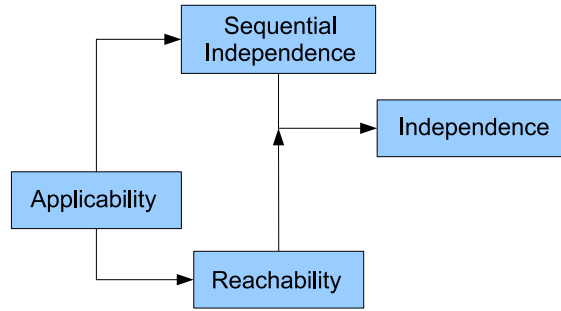 Sequential
Independence
Independence
Applicability
Reachability